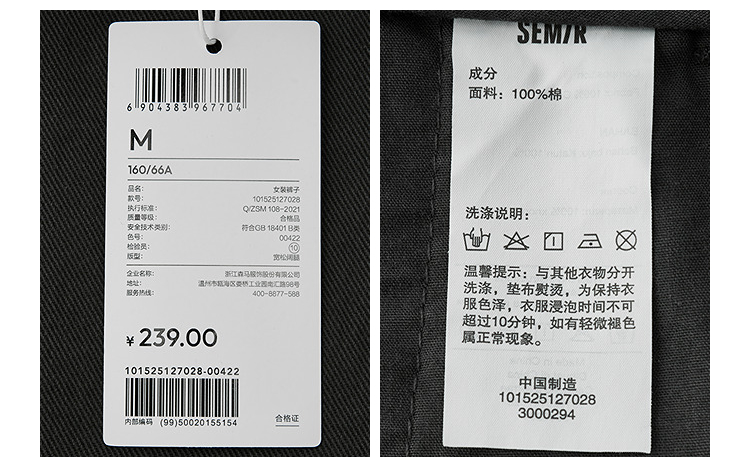 6904383967704
M
160/66A
品名: 女装裤子
款号: 101525127028
执行标准: Q/ZSM 108-2021
质量等级: 合格品
安全技术类别: 符合GB 18401 B类
色号: 00422
检验员: 10
版型: 宽松阔腿
企业名称: 浙江森马服饰股份有限公司
地址: 温州市瓯海区娄桥工业园南汇路98号
服务热线: 400-8877-588
¥ 239.00
101525127028-00422
内部编码 (99)50020155154
合格证
SEMIR
成分
面料：100%棉
洗涤说明：
温馨提示：与其他衣物分开
洗涤，垫布熨烫，为保持衣
服色泽，衣服浸泡时间不可
超过10分钟，如有轻微褪色
属正常现象。
中国制造
101525127028
3000294